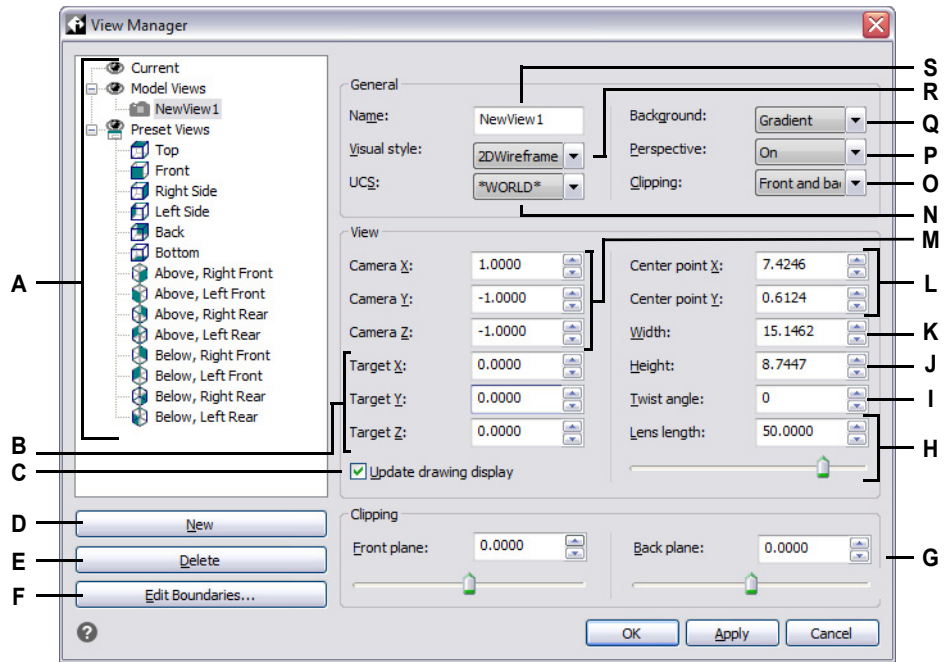 View Manager
Current
Model Views
NewView1
Preset Views
Top
Front
Right Side
Left Side
Back
Bottom
Above, Right Front
Above, Left Front
Above, Right Rear
Above, Left Rear
Below, Right Front
Below, Left Front
Below, Right Rear
Below, Left Rear
New
Delete
Edit Boundaries...
General
Name: NewView1
Visual style: 2DWireframe
UCS: *WORLD*
Background: Gradient
Perspective: On
Clipping: Front and bac
View
Camera X: 1.0000
Camera Y: -1.0000
Camera Z: -1.0000
Target X: 0.0000
Target Y: 0.0000
Target Z: 0.0000
Update drawing display
Center point X: 7.4246
Center point Y: 0.6124
Width: 15.1462
Height: 8.7447
Twist angle: 0
Lens length: 50.0000
Clipping
Front plane: 0.0000
Back plane: 0.0000
OK Apply Cancel
A
B
C
D
E
F
S
R
Q
P
O
N
M
L
K
J
I
H
G